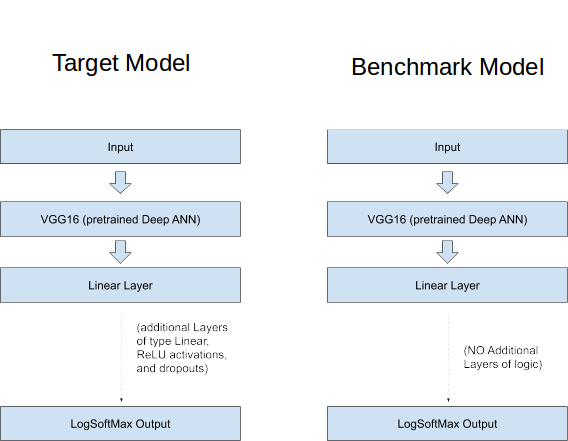 Target Model
Benchmark Model
Input
Input
VGG16 (pretrained Deep ANN)
VGG16 (pretrained Deep ANN)
Linear Layer
Linear Layer
(additional Layers
of type Linear,
ReLU activations,
and dropouts)
(NO Additional
Layers of logic)
LogSoftMax Output
LogSoftMax Output